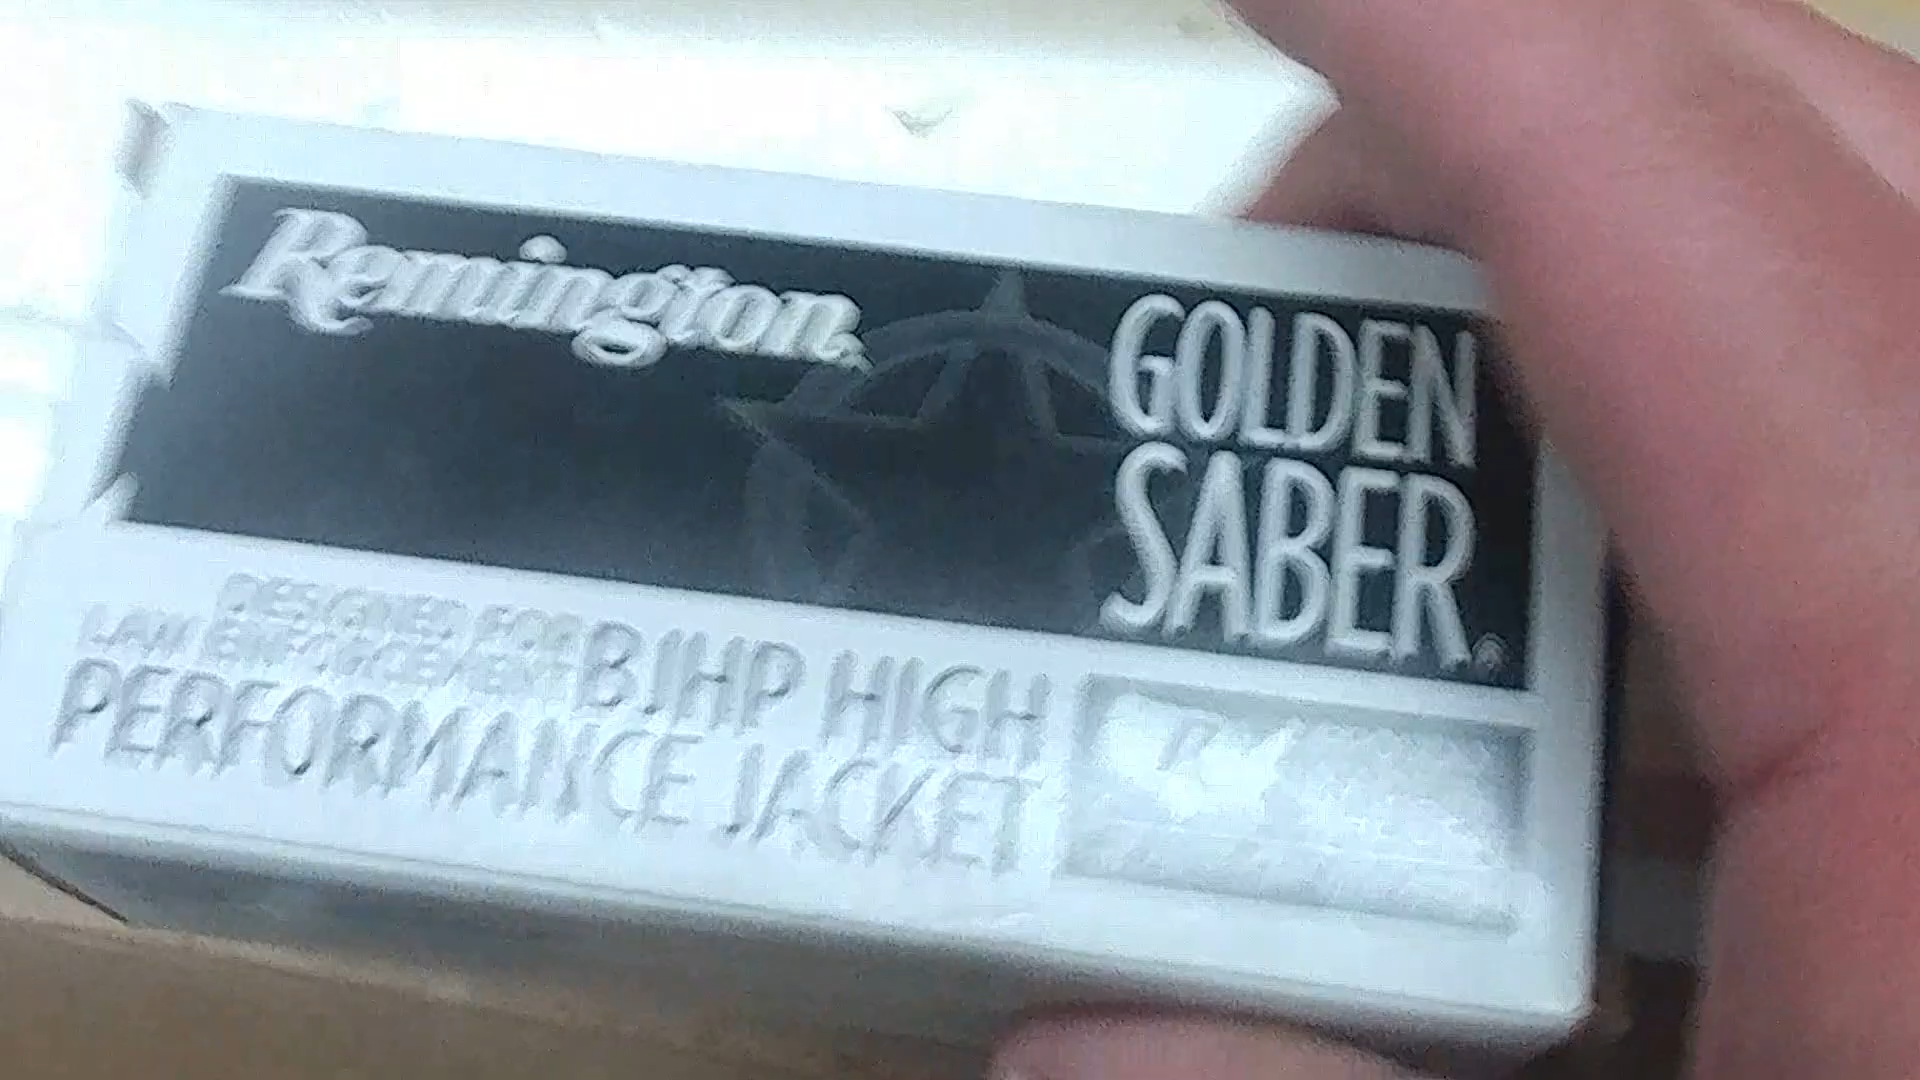 Remington®
GOLDEN
SABER®
DESIGNED FOR
LAW ENFORCEMENT
BJHP HIGH
PERFORMANCE JACKET